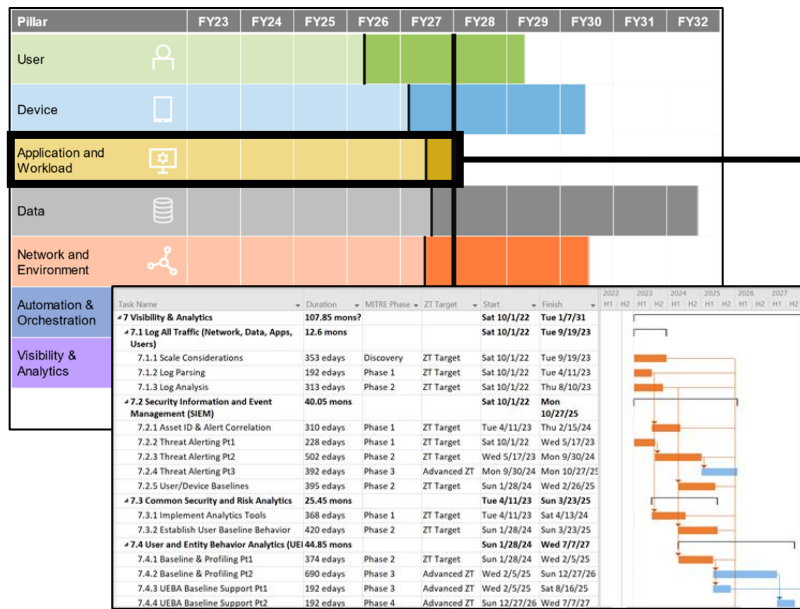 Pillar FY23 FY24 FY25 FY26 FY27 FY28 FY29 FY30 FY31 FY32
User
Device
Application and
Workload
Data
Network and
Environment
Automation &
Orchestration
Visibility &
Analytics
2022 2023 2024 2025 2026 2027
Task Name Duration MITRE Phase ZT Target Start Finish H1 H2 H1 H2 H1 H2 H1 H2 H1 H2 H1 H2
7 Visibility & Analytics 107.85 mons? Sat 10/1/22 Tue 1/7/31
7.1 Log All Traffic (Network, Data, Apps, 12.6 mons Sat 10/1/22 Tue 9/19/23
Users)
7.1.1 Scale Considerations 353 edays Discovery ZT Target Sat 10/1/22 Tue 9/19/23
7.1.2 Log Parsing 192 edays Phase 1 ZT Target Sat 10/1/22 Tue 4/11/23
7.1.3 Log Analysis 313 edays Phase 2 ZT Target Sat 10/1/22 Thu 8/10/23
7.2 Security Information and Event 40.05 mons Sat 10/1/22 Mon
Management (SIEM) 10/27/25
7.2.1 Asset ID & Alert Correlation 310 edays Phase 1 ZT Target Tue 4/11/23 Thu 2/15/24
7.2.2 Threat Alerting Pt1 228 edays Phase 1 ZT Target Sat 10/1/22 Wed 5/17/23
7.2.3 Threat Alerting Pt2 502 edays Phase 2 ZT Target Wed 5/17/23 Mon 9/30/24
7.2.4 Threat Alerting Pt3 392 edays Phase 3 Advanced ZT Mon 9/30/24 Mon 10/27/25
7.2.5 User/Device Baselines 395 edays Phase 2 ZT Target Sun 1/28/24 Wed 2/26/25
7.3 Common Security and Risk Analytics 25.45 mons Tue 4/11/23 Sun 3/23/25
7.3.1 Implement Analytics Tools 368 edays Phase 1 ZT Target Tue 4/11/23 Sat 4/13/24
7.3.2 Establish User Baseline Behavior 420 edays Phase 2 ZT Target Sun 1/28/24 Sun 3/23/25
7.4 User and Entity Behavior Analytics (UEI 44.85 mons Sun 1/28/24 Wed 7/7/27
7.4.1 Baseline & Profiling Pt1 374 edays Phase 2 ZT Target Sun 1/28/24 Wed 2/5/25
7.4.2 Baseline & Profiling Pt2 690 edays Phase 3 Advanced ZT Wed 2/5/25 Sun 12/27/26
7.4.3 UEBA Baseline Support Pt1 192 edays Phase 3 Advanced ZT Wed 2/5/25 Sat 8/16/25
7.4.4 UEBA Baseline Support Pt2 192 edays Phase 4 Advanced ZT Sun 12/27/26 Wed 7/7/27